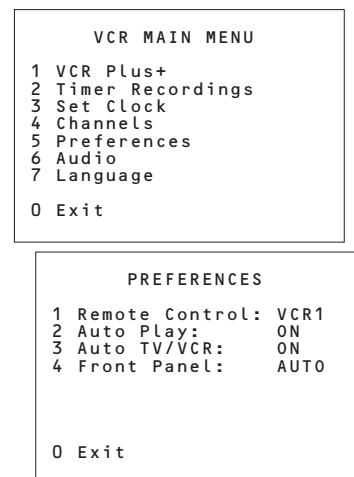 VCR MAIN MENU
1 VCR Plus+
2 Timer Recordings
3 Set Clock
4 Channels
5 Preferences
6 Audio
7 Language
0 Exit
PREFERENCES
1 Remote Control: VCR1
2 Auto Play: ON
3 Auto TV/VCR: ON
4 Front Panel: AUTO
0 Exit